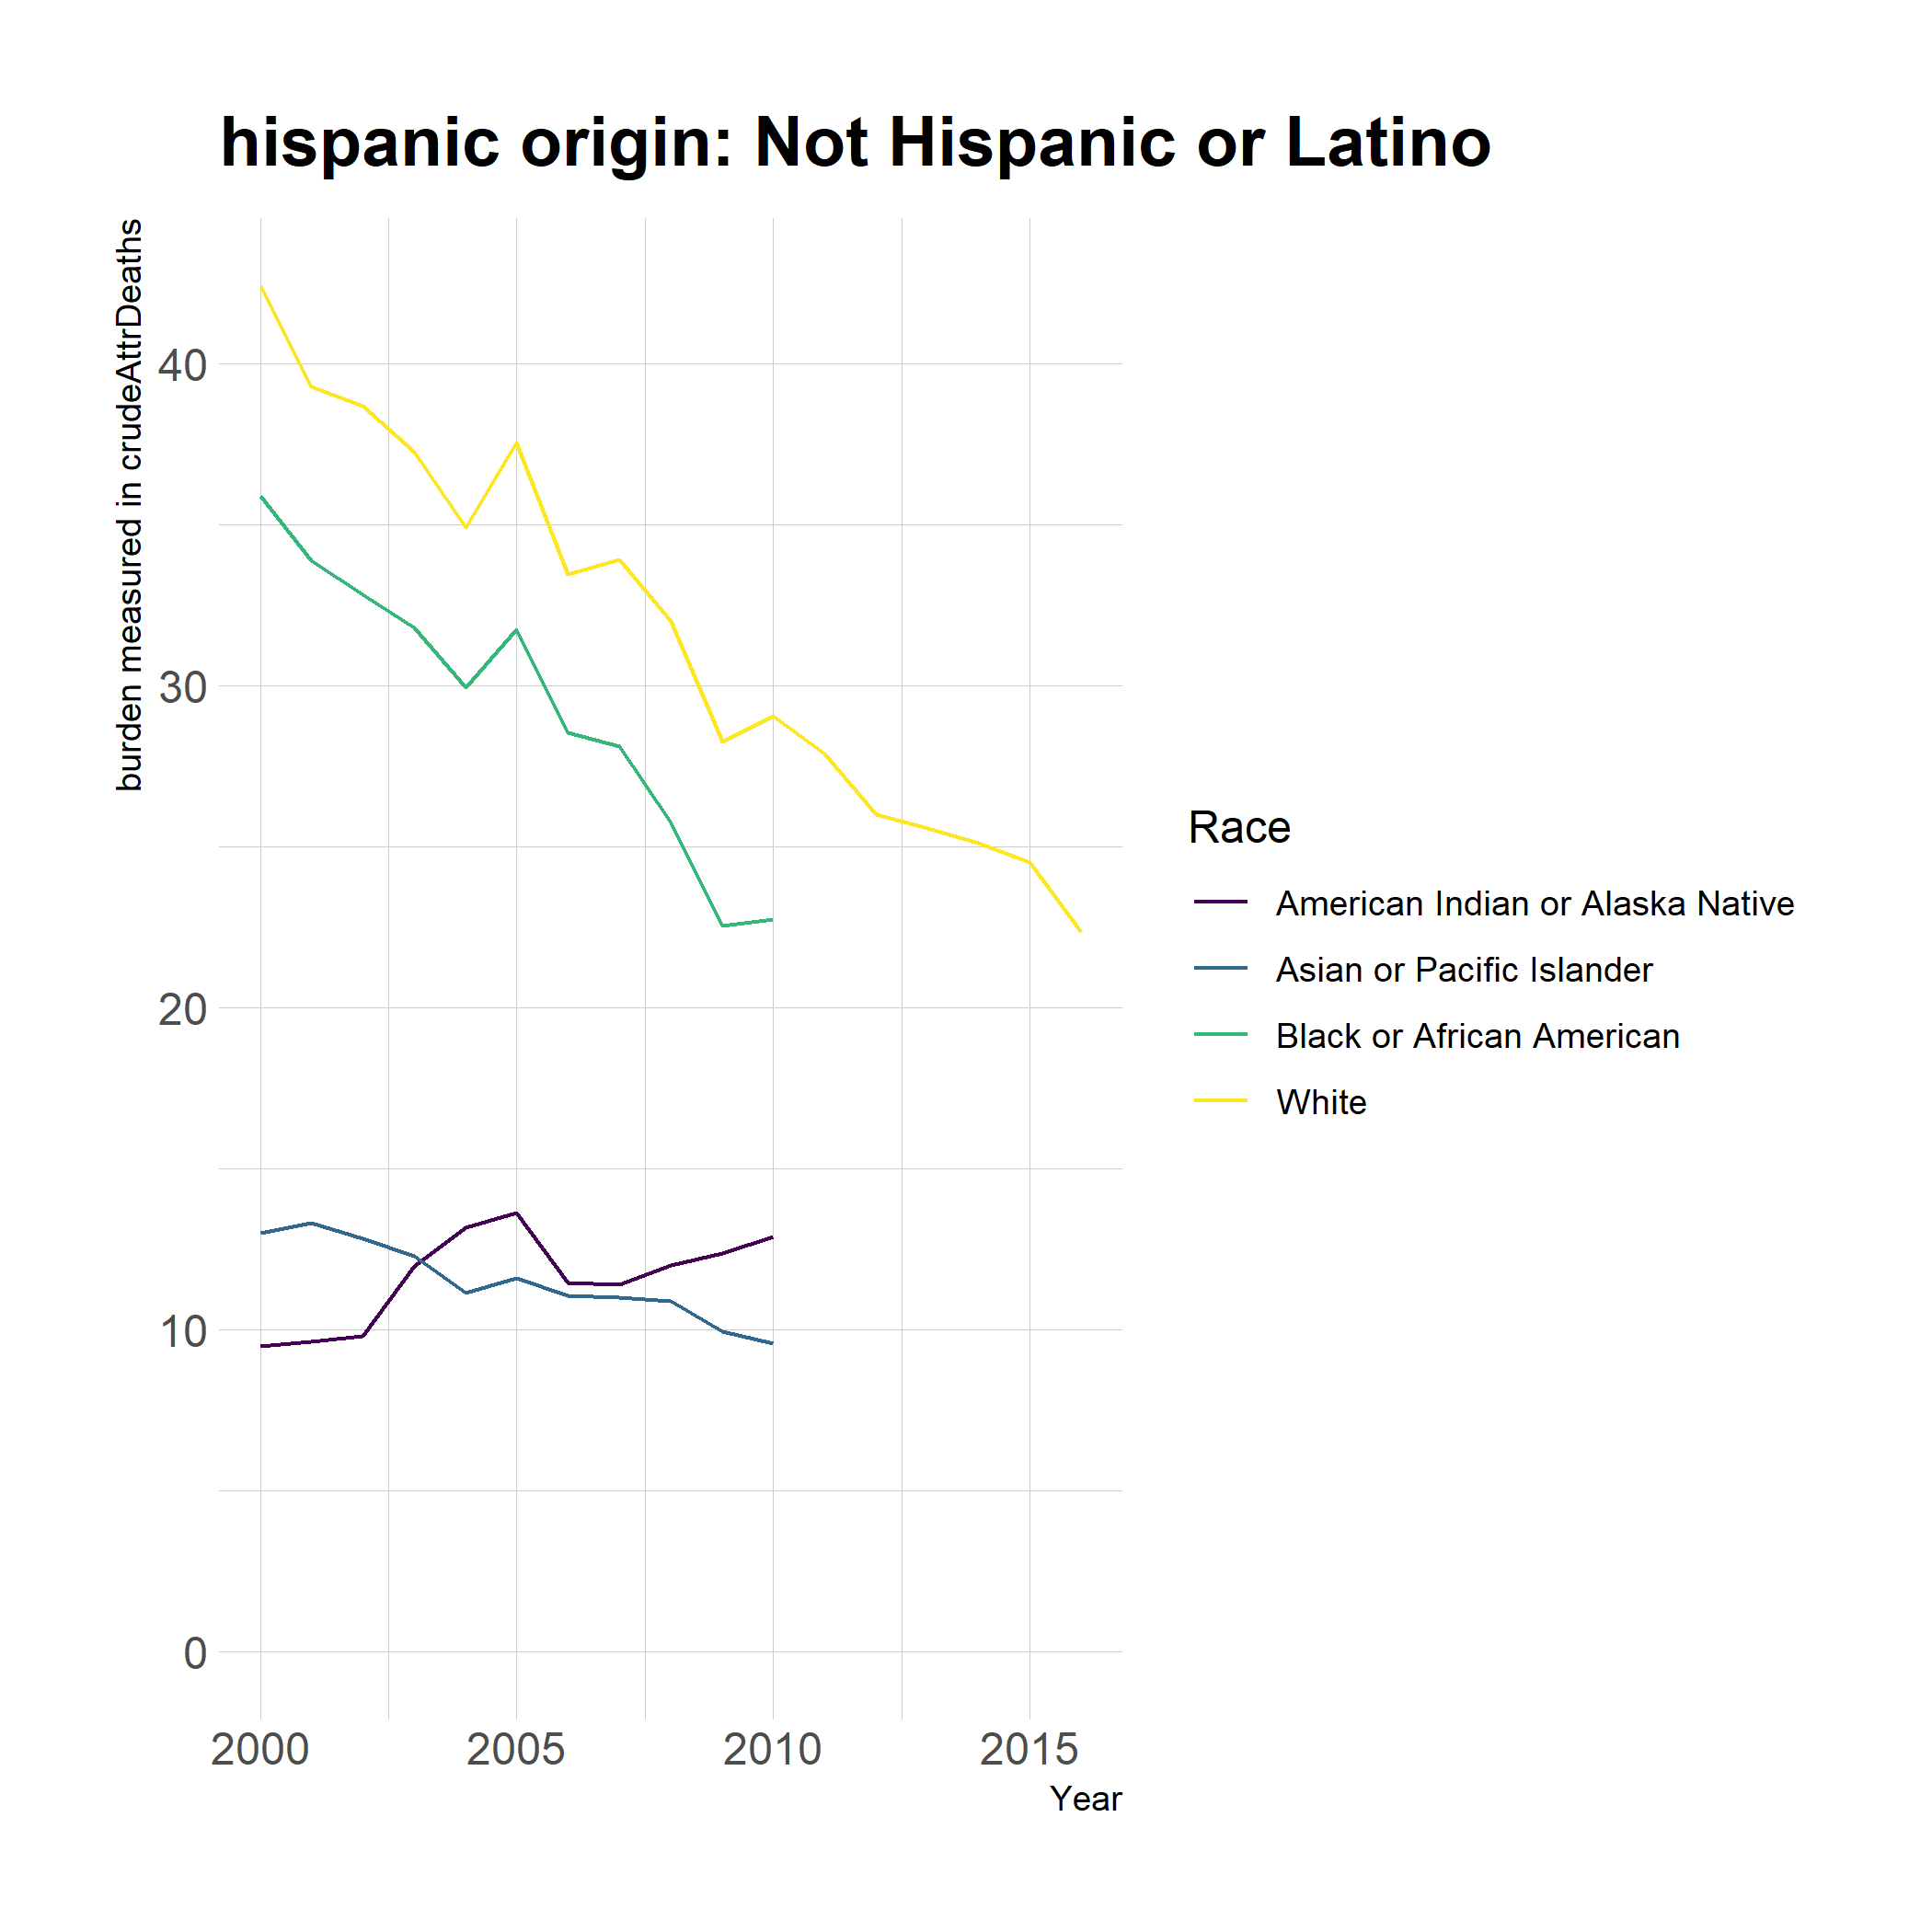 hispanic origin: Not Hispanic or Latino
burden measured in crudeAttrDeaths
40
30
20
10
0
2000 2005 2010 2015
Year
Race
American Indian or Alaska Native
Asian or Pacific Islander
Black or African American
White